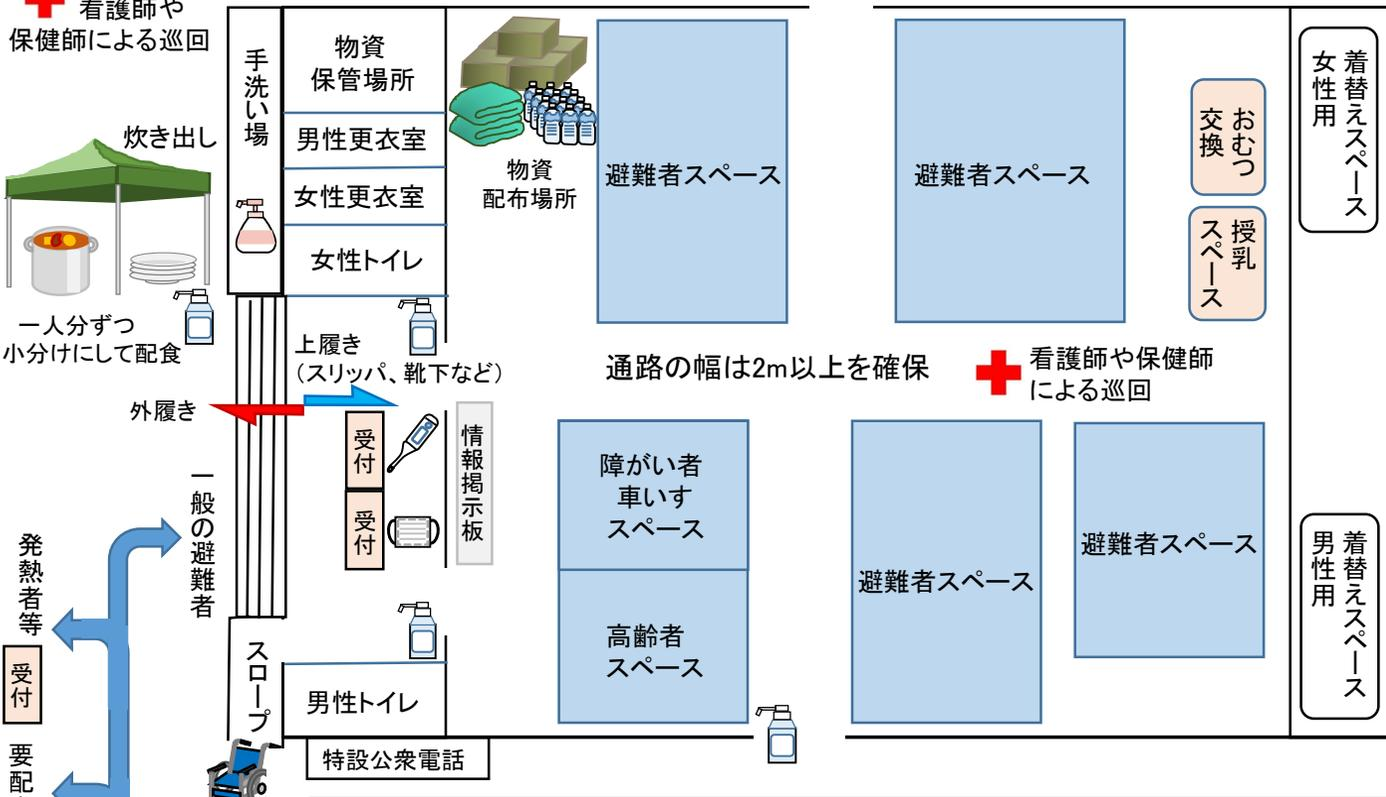 看護師や
保健師による巡回
炊き出し
一人分ずつ
小分けにして配食
手洗い場
物資
保管場所
男性更衣室
女性更衣室
女性トイレ
物資
配布場所
避難者スペース
避難者スペース
おむつ
交換
授乳
スペース
着替えスペース
女性用
上履き
（スリッパ、靴下など）
外履き
通路の幅は2m以上を確保
看護師や保健師
による巡回
受付
受付
情報掲示板
障がい者
車いす
スペース
高齢者
スペース
避難者スペース
避難者スペース
着替えスペース
男性用
一般の避難者
発熱者等
受付
要配
スロープ
男性トイレ
特設公衆電話